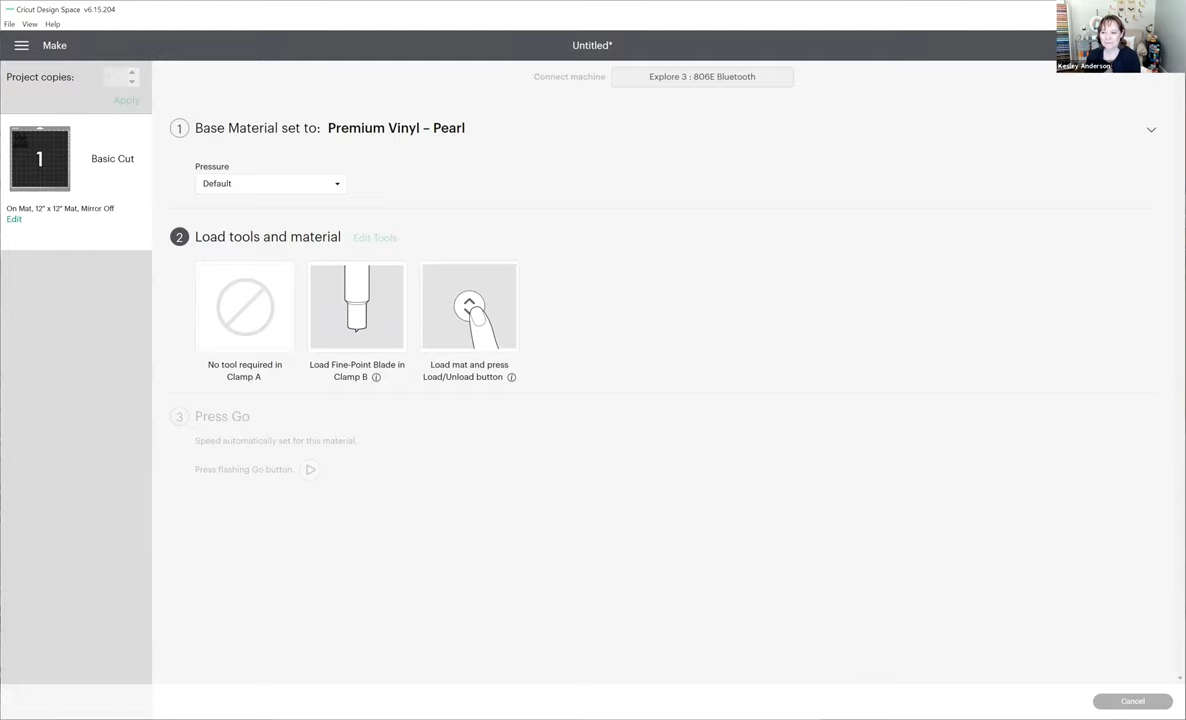 Cricut Design Space v6.15.204
File View Help
Make
Untitled*
Kesley Anderson
Project copies:
Apply
Connect machine
Explore 3 : 806E Bluetooth
1
Basic Cut
On Mat, 12" x 12" Mat, Mirror Off
Edit
1 Base Material set to: Premium Vinyl – Pearl
Pressure
Default
2 Load tools and material Edit Tools
No tool required in
Clamp A
Load Fine-Point Blade in
Clamp B i
Load mat and press
Load/Unload button i
3 Press Go
Speed automatically set for this material.
Press flashing Go button.
Cancel